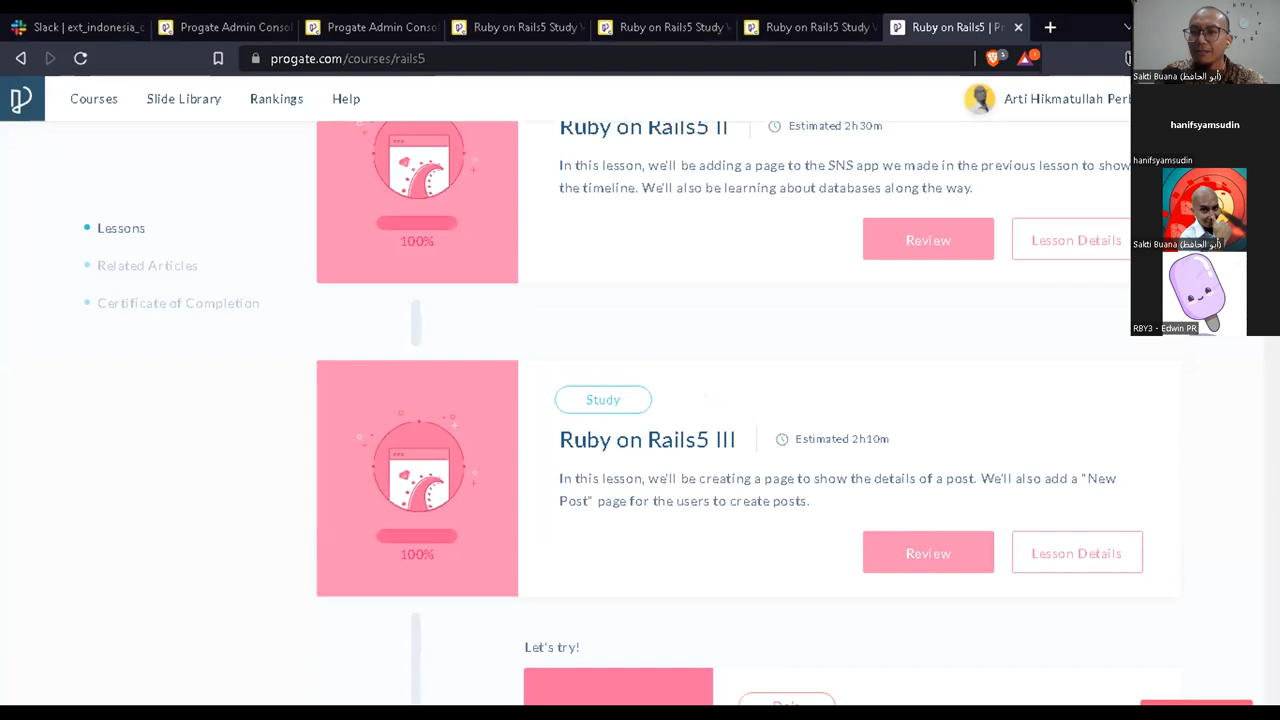 Slack | ext_indonesia_c
Progate Admin Consol
Progate Admin Conso
Ruby on Rails5 Study
Ruby on Rails5 Study
Ruby on Rails5 Study
Ruby on Rails5 | P
progate.com/courses/rails5
Courses
Slide Library
Rankings
Help
Arti Hikmatullah Perb
Sakti Buana (أبو الحافظ)
hanifsyamsudin
hanifsyamsudin
Sakti Buana (أبو الحافظ)
RBY3 - Edwin PR
Lessons
Related Articles
Certificate of Completion
100%
Ruby on Rails5 II
Estimated 2h30m
In this lesson, we'll be adding a page to the SNS app we made in the previous lesson to show
the timeline. We'll also be learning about databases along the way.
Review
Lesson Details
100%
Study
Ruby on Rails5 III
Estimated 2h10m
In this lesson, we'll be creating a page to show the details of a post. We'll also add a "New
Post" page for the users to create posts.
Review
Lesson Details
Let's try!